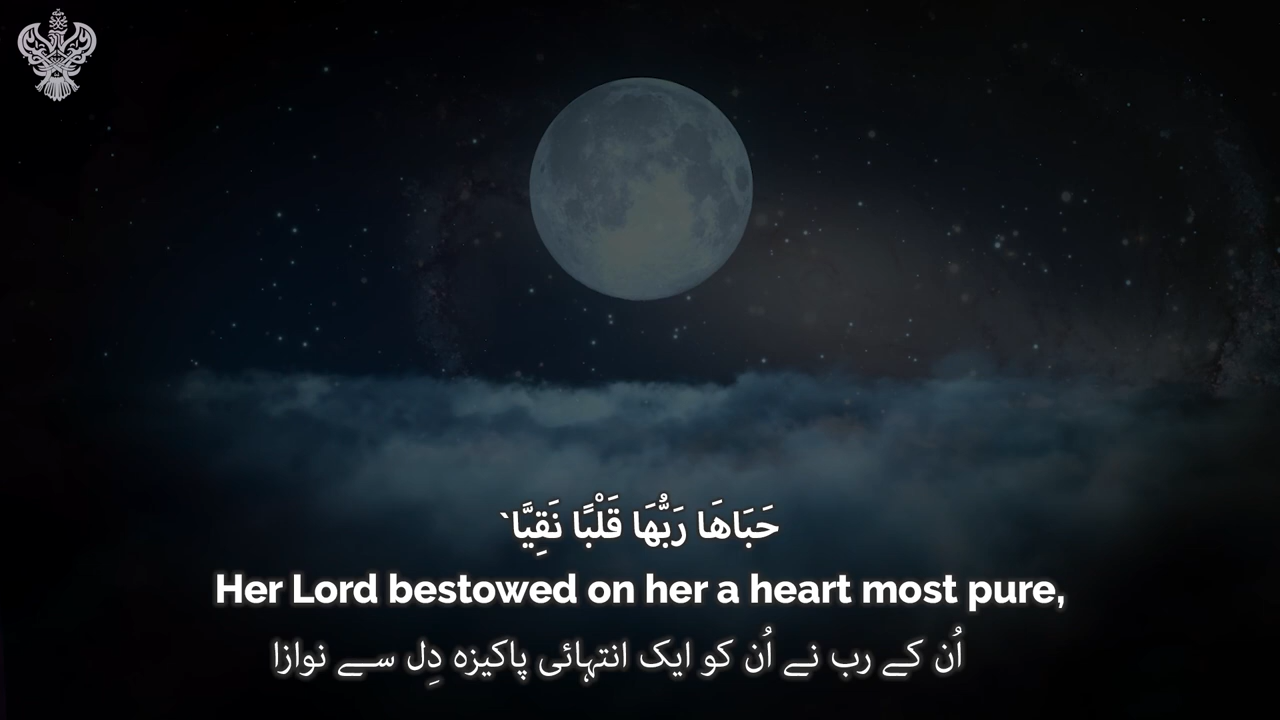 حَبَاهَا رَبُّهَا قَلْبًا نَقِيَّا`
Her Lord bestowed on her a heart most pure,
اُن کے رب نے اُن کو ایک انتہائی پاکیزہ دِل سے نوازا